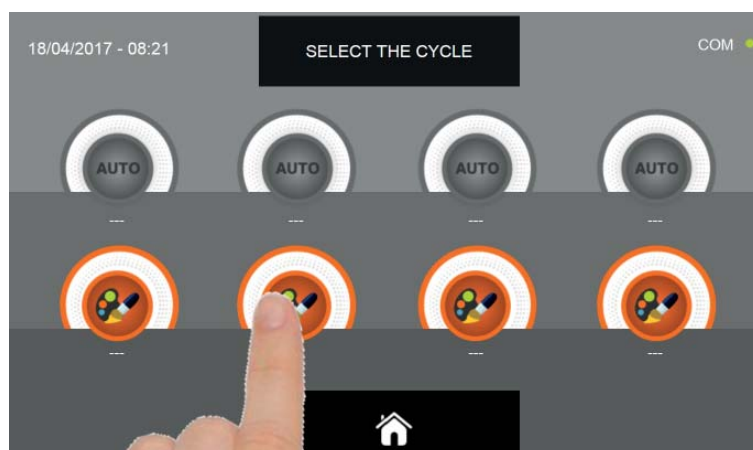 18/04/2017 - 08:21
SELECT THE CYCLE
COM
AUTO AUTO AUTO AUTO
--- --- --- ---
--- --- ---